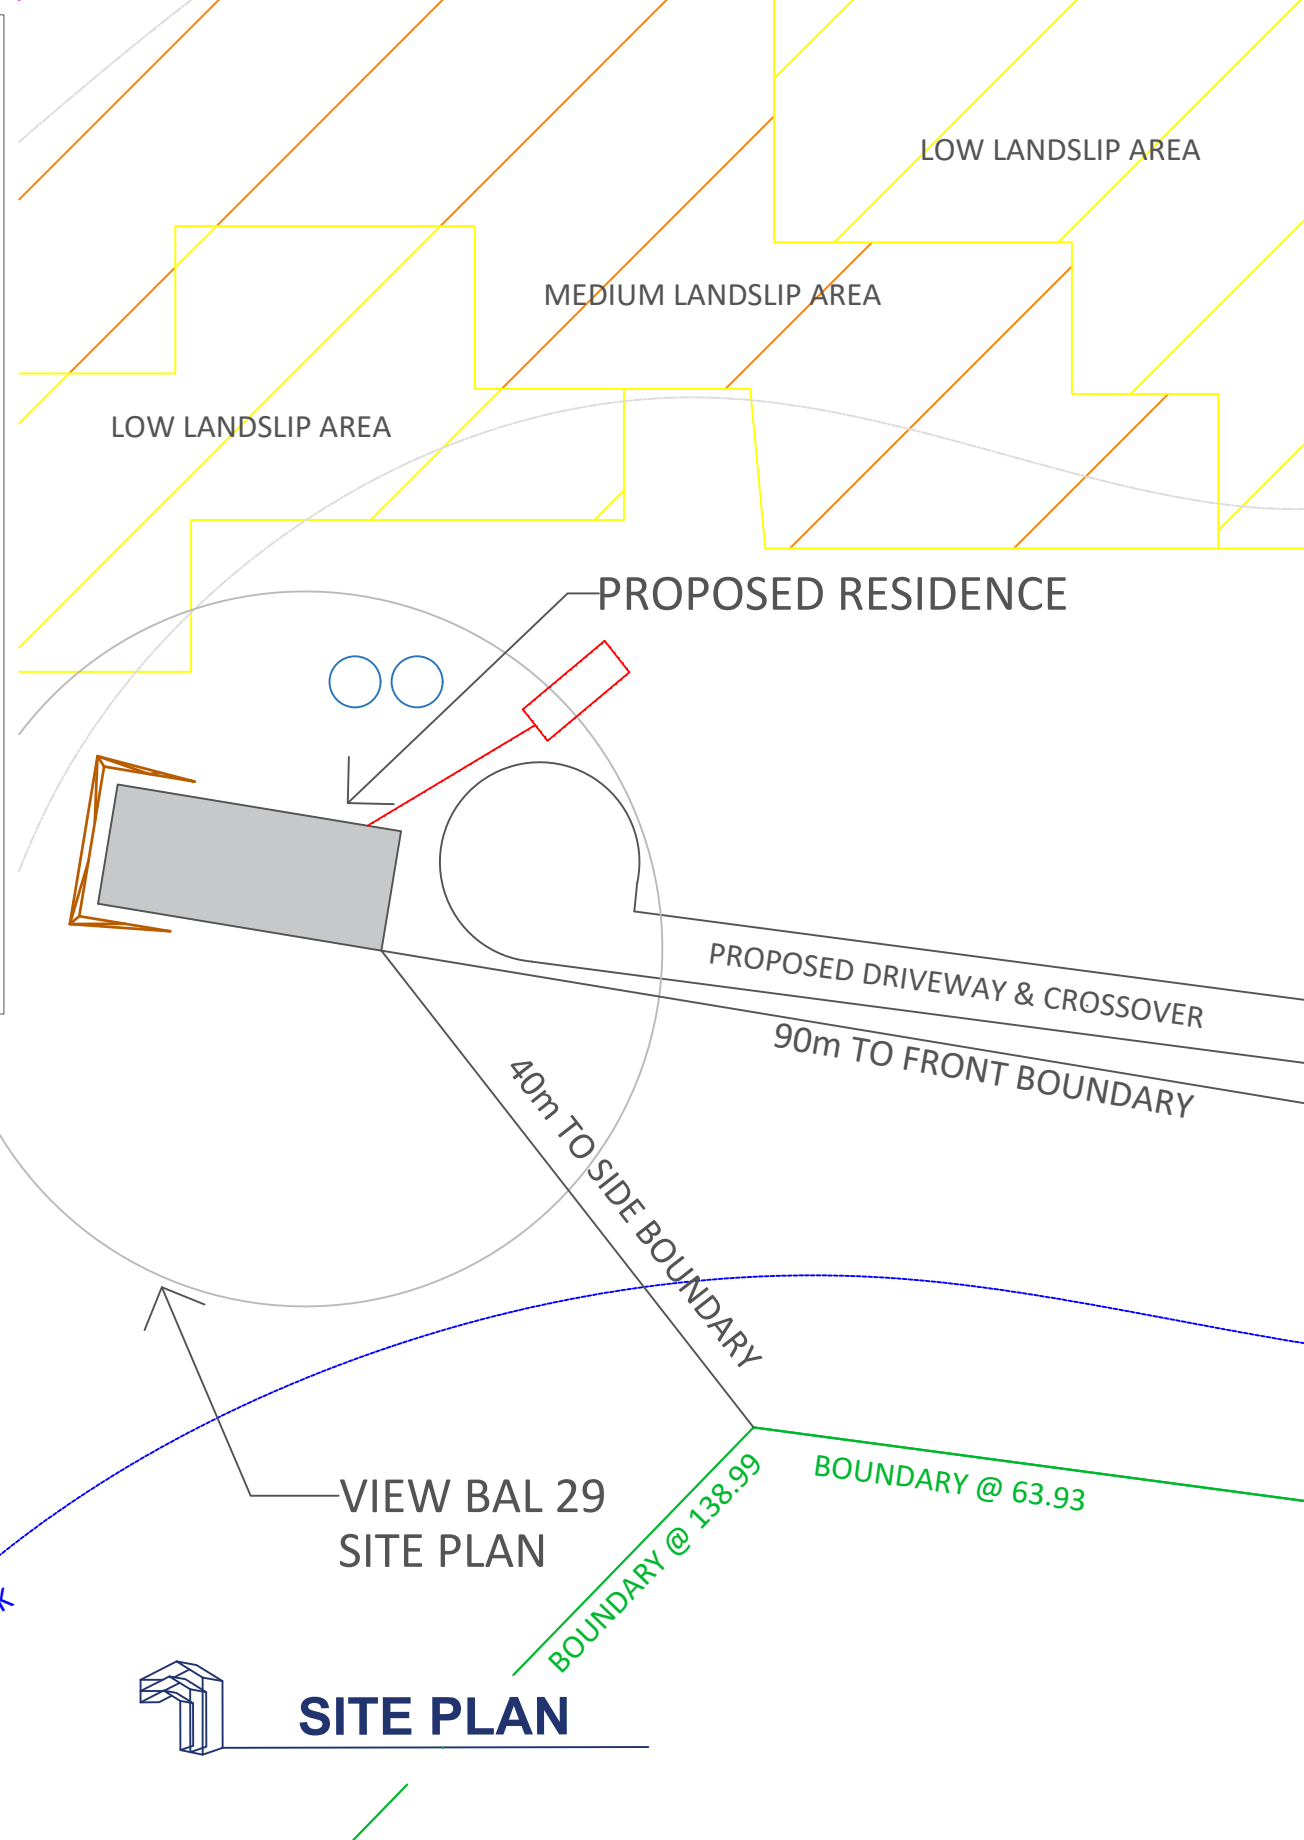 LOW LANDSLIP AREA
MEDIUM LANDSLIP AREA
LOW LANDSLIP AREA
PROPOSED RESIDENCE
PROPOSED DRIVEWAY & CROSSOVER
90m TO FRONT BOUNDARY
40m TO SIDE BOUNDARY
BOUNDARY @ 138.99
BOUNDARY @ 63.93
VIEW BAL 29
SITE PLAN
SITE PLAN